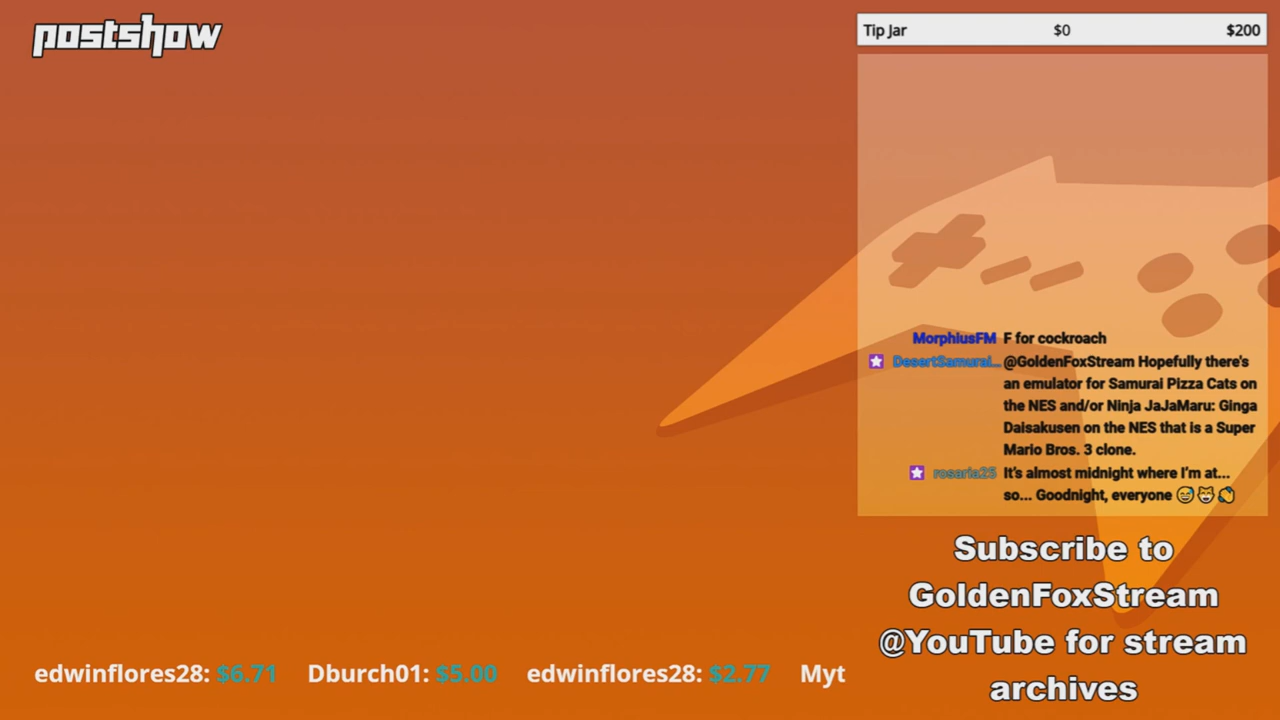 postshow
Tip Jar $0 $200
MorphiusFM F for cockroach
DesertSamurai... @GoldenFoxStream Hopefully there's
an emulator for Samurai Pizza Cats on
the NES and/or Ninja JaJaMaru: Ginga
Daisakusen on the NES that is a Super
Mario Bros. 3 clone.
rosaria25 It's almost midnight where I'm at...
so... Goodnight, everyone 😅😸👏
Subscribe to
GoldenFoxStream
@YouTube for stream
archives
edwinflores28: $6.71 Dburch01: $5.00 edwinflores28: $2.77 Myt